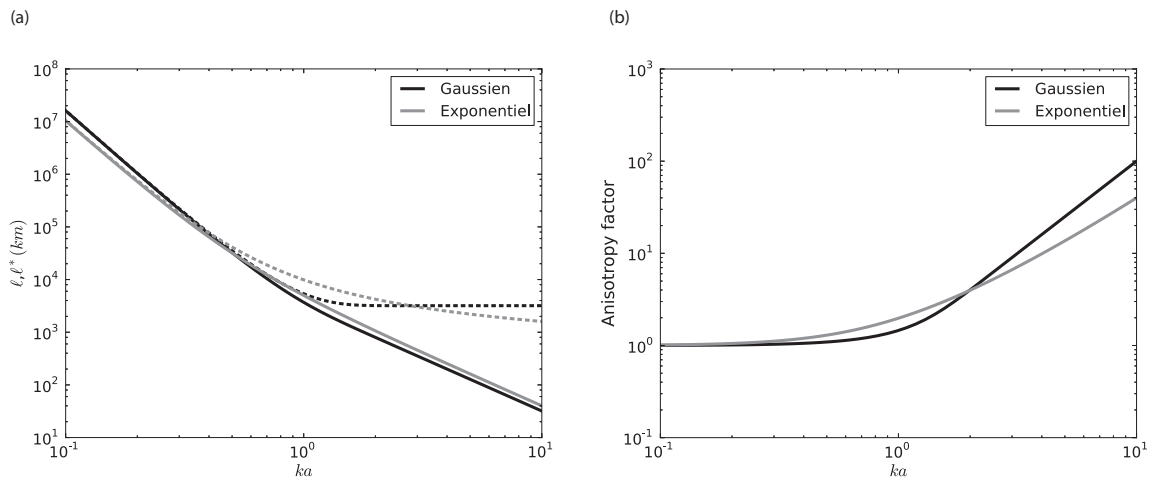 (a)
10^8
10^7
10^6
10^5
10^4
10^3
10^2
10^1
ℓ,ℓ* (km)
10^-1
10^0
10^1
ka
Gaussien
Exponentiel
(b)
10^3
10^2
10^1
10^0
10^-1
Anisotropy factor
10^-1
10^0
10^1
ka
Gaussien
Exponentiel